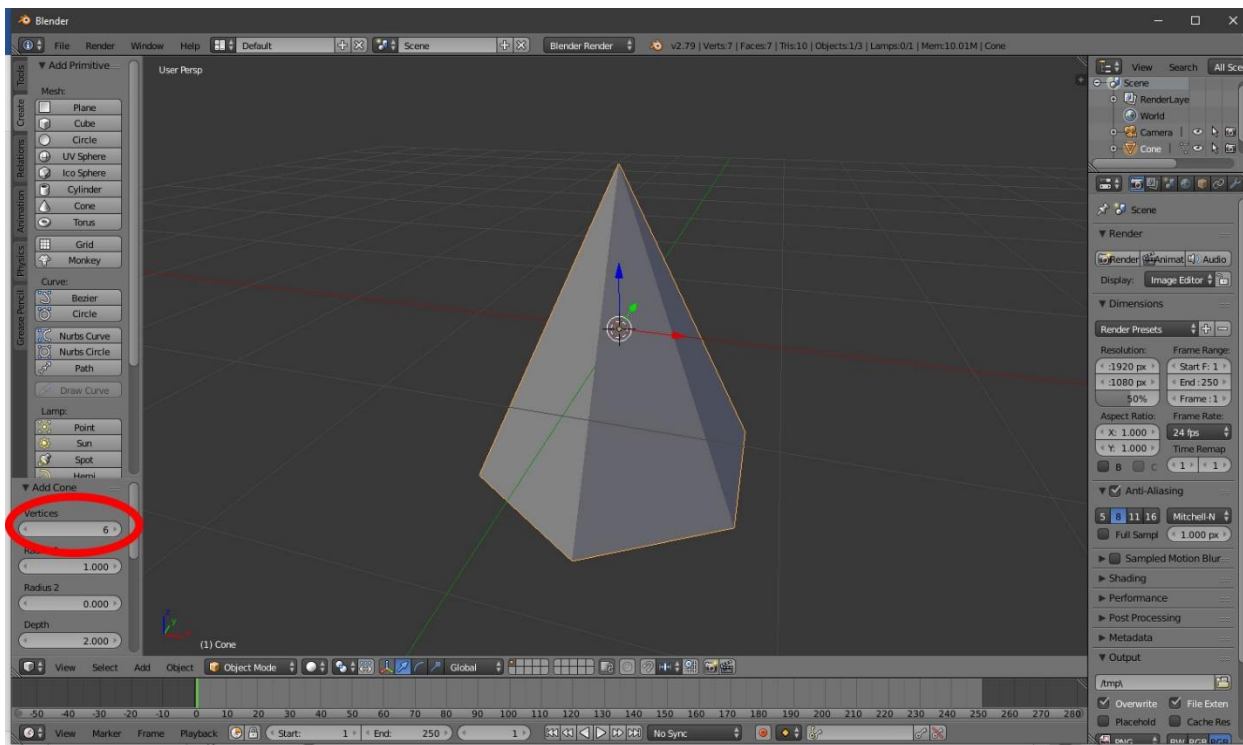 Blender
File Render Window Help Default Scene Blender Render v2.79 | Verts:7 | Faces:7 | Tris:10 | Objects:1/3 | Lamps:0/1 | Mem:10.01M | Cone
Tools
Create
Relations
Animation
Physics
Grease Pencil
Add Primitive
Mesh:
Plane
Cube
Circle
UV Sphere
Ico Sphere
Cylinder
Cone
Torus
Grid
Monkey
Curve:
Bezier
Circle
Nurbs Curve
Nurbs Circle
Path
Draw Curve
Lamp:
Point
Sun
Spot
Hemi
Add Cone
Vertices
6
1.000
Radius 2
0.000
Depth
2.000
User Persp
z
y
(1) Cone
View Select Add Object Object Mode Global
-50 -40 -30 -20 -10 0 10 20 30 40 50 60 70 80 90 100 110 120 130 140 150 160 170 180 190 200 210 220 230 240 250 260 270 280
View Marker Frame Playback Start: 1 End: 250 1 No Sync
View Search All Sce
Scene
RenderLaye
World
Camera
Cone
Scene
Render
Render Animat Audio
Display: Image Editor
Dimensions
Render Presets
Resolution: Frame Range:
:1920 px Start F: 1
:1080 px End :250
50% Frame : 1
Aspect Ratio: Frame Rate:
X: 1.000 24 fps
Y: 1.000 Time Remap
B C 1 1
Anti-Aliasing
5 8 11 16 Mitchell-N
Full Sampl 1.000 px
Sampled Motion Blur
Shading
Performance
Post Processing
Metadata
Output
/tmp\
Overwrite File Exten
Placehold Cache Res
PNG BW RGB RGB